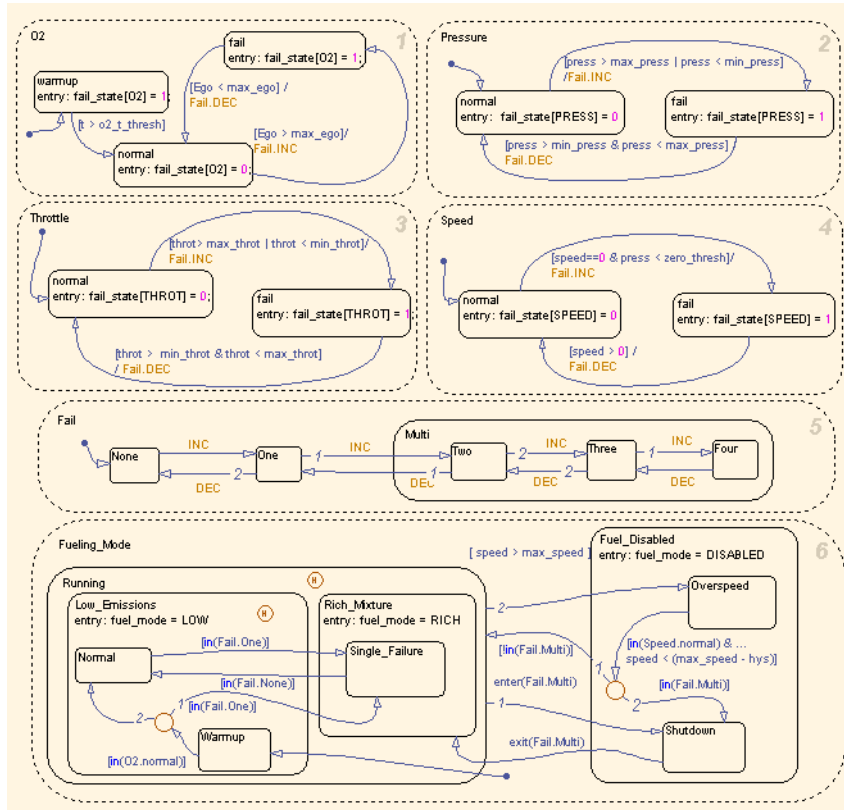 O2
1
fail
entry: fail_state[O2] = 1;
warmup
entry: fail_state[O2] = 1;
[Ego < max_ego] /
Fail.DEC
[t > o2_t_thresh]
[Ego > max_ego]/
Fail.INC
normal
entry: fail_state[O2] = 0;
Pressure
2
[press > max_press | press < min_press]
/Fail.INC
normal
entry: fail_state[PRESS] = 0
fail
entry: fail_state[PRESS] = 1
[press > min_press & press < max_press]
Fail.DEC
Throttle
3
[throt> max_throt | throt < min_throt]/
Fail.INC
normal
entry: fail_state[THROT] = 0;
fail
entry: fail_state[THROT] = 1;
[throt > min_throt & throt < max_throt]
/ Fail.DEC
Speed
4
[speed==0 & press < zero_thresh]/
Fail.INC
normal
entry: fail_state[SPEED] = 0
fail
entry: fail_state[SPEED] = 1
[speed > 0] /
Fail.DEC
Fail
5
None
INC
DEC
One
2
1
INC
DEC
Multi
Two
1
2
INC
DEC
Three
2
1
INC
DEC
Four
Fueling_Mode
6
[ speed > max_speed ]
Fuel_Disabled
entry: fuel_mode = DISABLED
Running
H
Low_Emissions
entry: fuel_mode = LOW
H
Rich_Mixture
entry: fuel_mode = RICH
2
Overspeed
[in(Fail.One)]
Normal
Single_Failure
[in(Fail.None)]
[!in(Fail.Multi)]
[in(Speed.normal) & ...
speed < (max_speed - hys)]
1
2
[in(Fail.Multi)]
enter(Fail.Multi)
1
2
1
[in(Fail.One)]
Warmup
[in(O2.normal)]
exit(Fail.Multi)
Shutdown